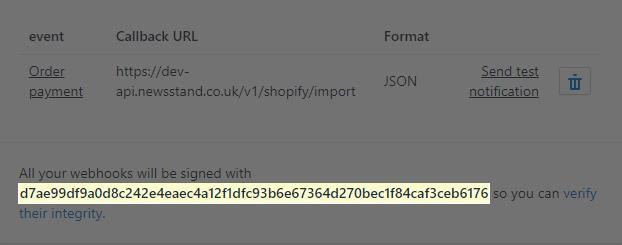 event Callback URL Format
Order payment https://dev-api.newsstand.co.uk/v1/shopify/import JSON Send test notification
All your webhooks will be signed with
d7ae99df9a0d8c242e4eaec4a12f1dfc93b6e67364d270bec1f84caf3ceb6176 so you can verify
their integrity.